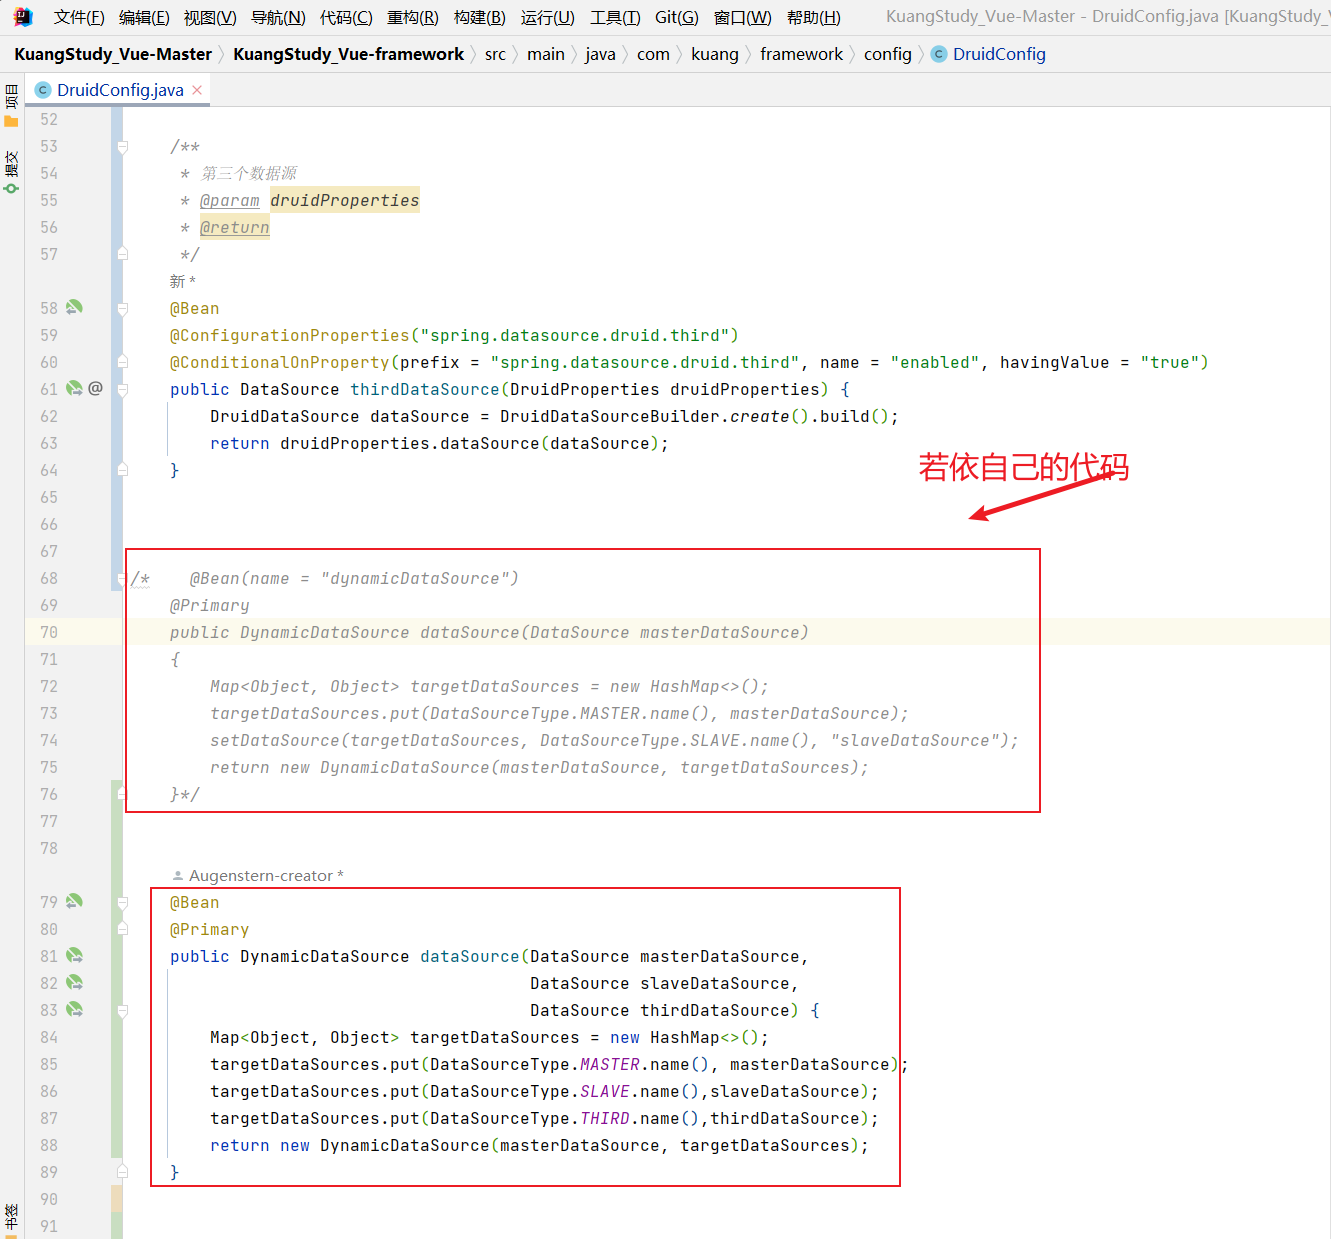 文件(F) 编辑(E) 视图(V) 导航(N) 代码(C) 重构(R) 构建(B) 运行(U) 工具(T) Git(G) 窗口(W) 帮助(H) KuangStudy_Vue-Master - DruidConfig.java [KuangStudy_V
KuangStudy_Vue-Master KuangStudy_Vue-framework src main java com kuang framework config DruidConfig
项目
提交
书签
DruidConfig.java
52
53 /**
54 * 第三个数据源
55 * @param druidProperties
56 * @return
57 */
新 *
58 @Bean
59 @ConfigurationProperties("spring.datasource.druid.third")
60 @ConditionalOnProperty(prefix = "spring.datasource.druid.third", name = "enabled", havingValue = "true")
61 @ public DataSource thirdDataSource(DruidProperties druidProperties) {
62 DruidDataSource dataSource = DruidDataSourceBuilder.create().build();
63 return druidProperties.dataSource(dataSource);
64 }
若依自己的代码
65
66
67
68 /* @Bean(name = "dynamicDataSource")
69 @Primary
70 public DynamicDataSource dataSource(DataSource masterDataSource)
71 {
72 Map<Object, Object> targetDataSources = new HashMap<>();
73 targetDataSources.put(DataSourceType.MASTER.name(), masterDataSource);
74 setDataSource(targetDataSources, DataSourceType.SLAVE.name(), "slaveDataSource");
75 return new DynamicDataSource(masterDataSource, targetDataSources);
76 }*/
77
78
Augenstern-creator *
79 @Bean
80 @Primary
81 public DynamicDataSource dataSource(DataSource masterDataSource,
82 DataSource slaveDataSource,
83 DataSource thirdDataSource) {
84 Map<Object, Object> targetDataSources = new HashMap<>();
85 targetDataSources.put(DataSourceType.MASTER.name(), masterDataSource);
86 targetDataSources.put(DataSourceType.SLAVE.name(),slaveDataSource);
87 targetDataSources.put(DataSourceType.THIRD.name(),thirdDataSource);
88 return new DynamicDataSource(masterDataSource, targetDataSources);
89 }
90
91